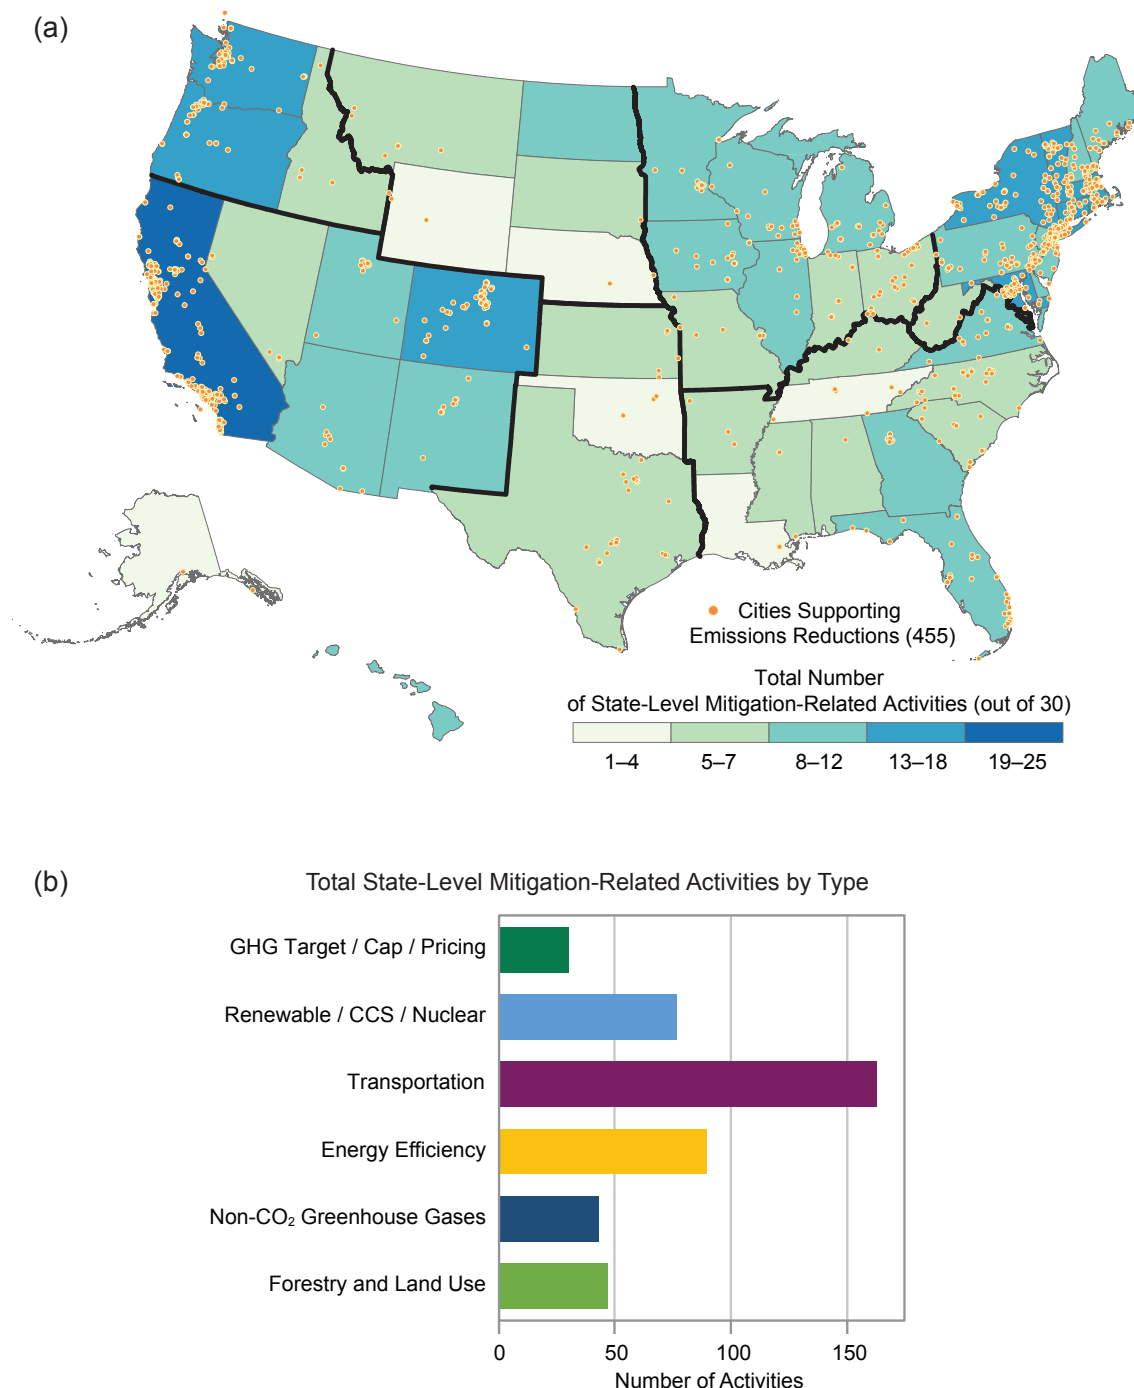 (a)
Cities Supporting
Emissions Reductions (455)
Total Number
of State-Level Mitigation-Related Activities (out of 30)
1–4
5–7
8–12
13–18
19–25
(b)
Total State-Level Mitigation-Related Activities by Type
GHG Target / Cap / Pricing
Renewable / CCS / Nuclear
Transportation
Energy Efficiency
Non-CO₂ Greenhouse Gases
Forestry and Land Use
0
50
100
150
Number of Activities